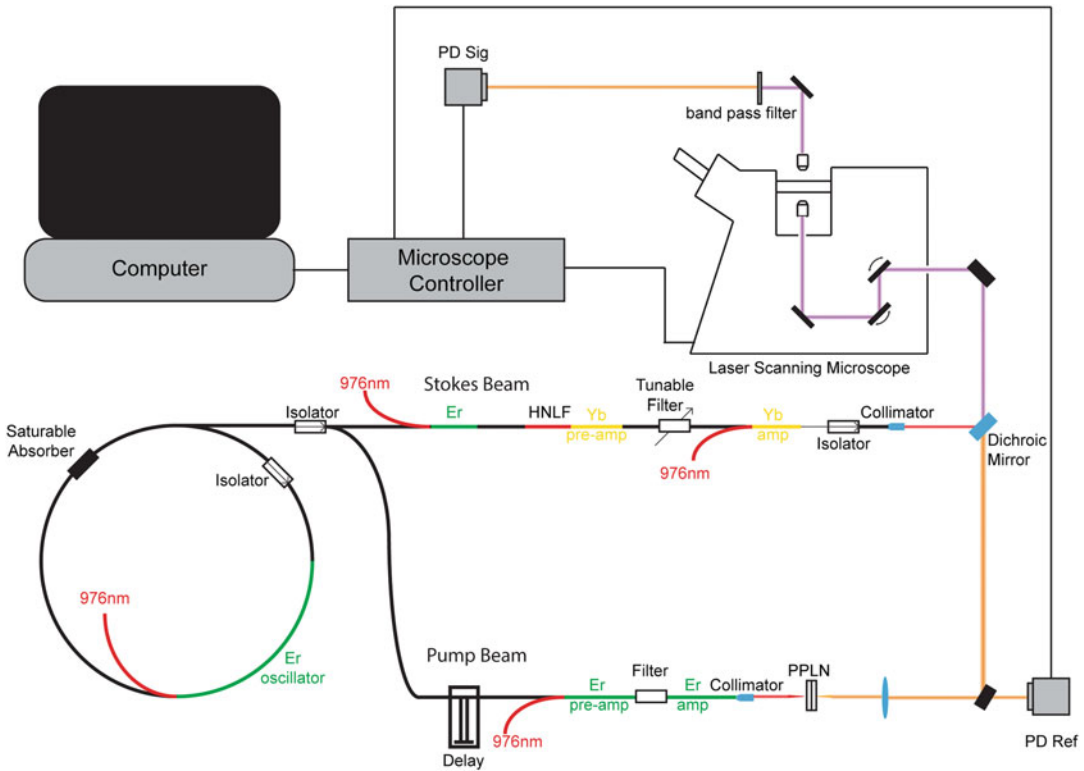 PD Sig
band pass filter
Computer
Microscope
Controller
Laser Scanning Microscope
976nm
Stokes Beam
Tunable
Filter
Isolator
Er
HNLF
Yb
pre-amp
Yb
amp
Collimator
Saturable
Absorber
Isolator
976nm
Isolator
Dichroic
Mirror
976nm
Er
oscillator
Pump Beam
Filter
PPLN
Er
pre-amp
Er
amp
Collimator
976nm
Delay
PD Ref